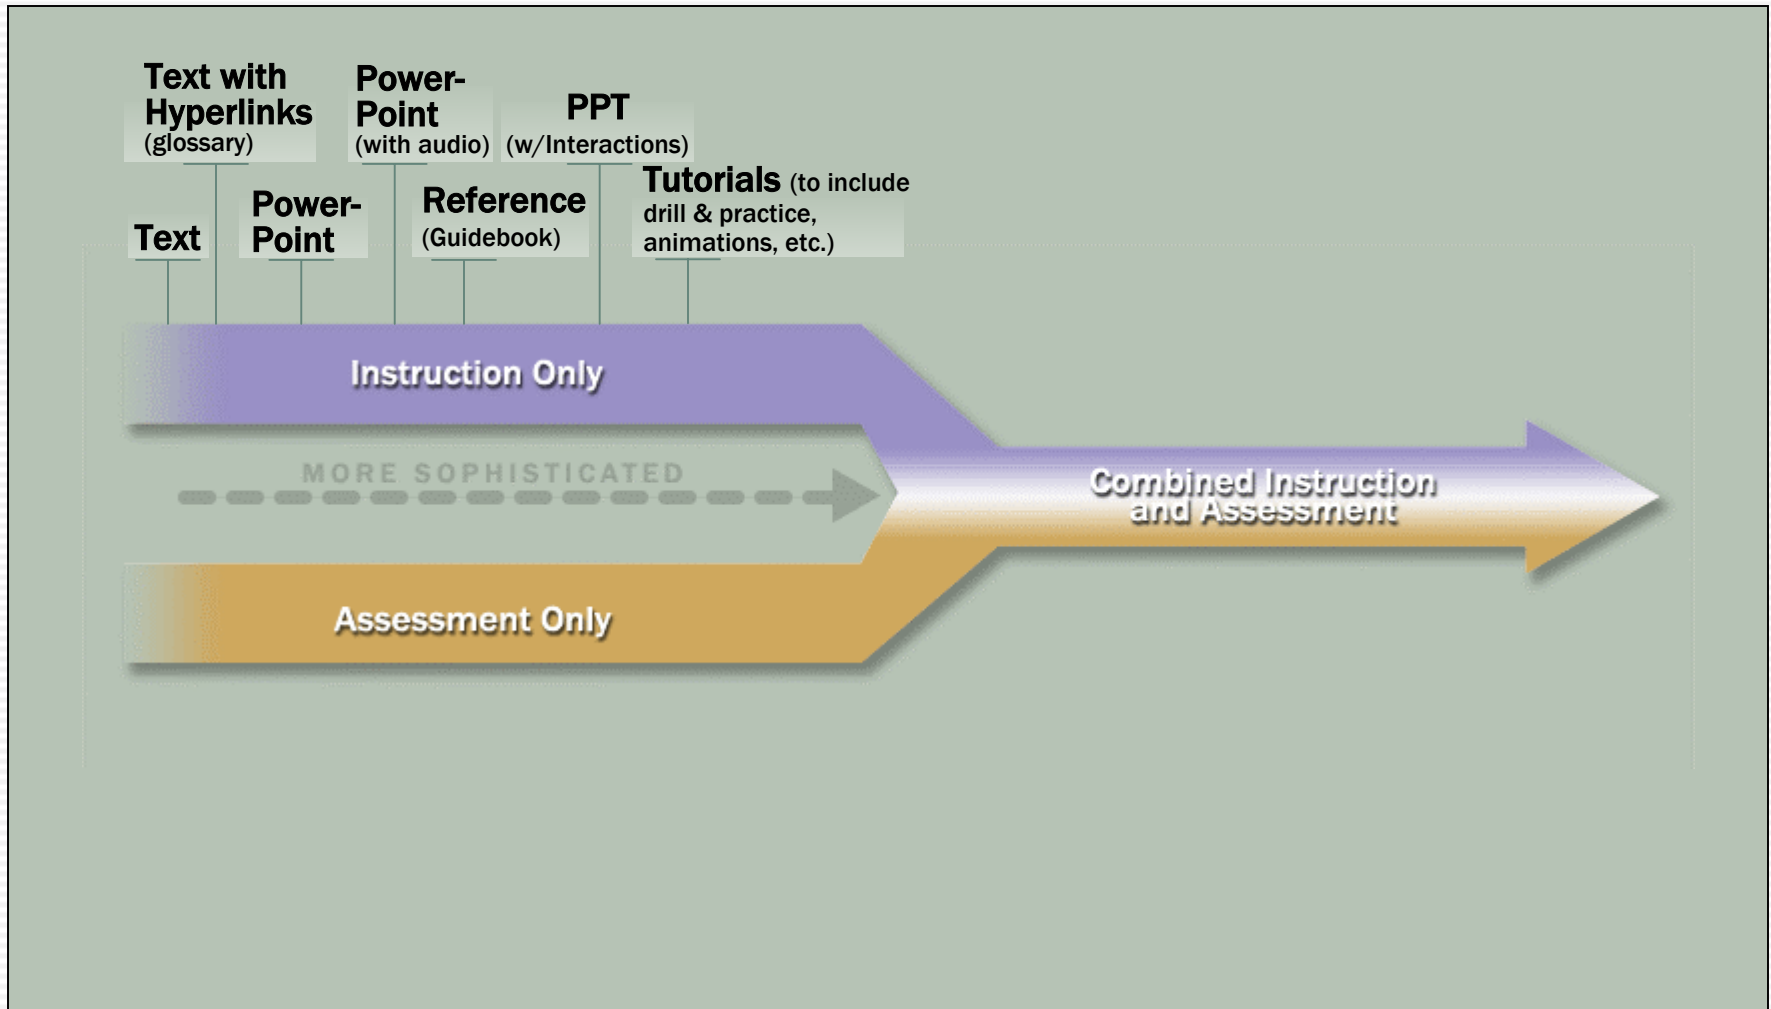 Text with
Hyperlinks
(glossary)
Power-
Point
(with audio)
PPT
(w/Interactions)
Text
Power-
Point
Reference
(Guidebook)
Tutorials (to include
drill & practice,
animations, etc.)
Instruction Only
MORE SOPHISTICATED
Combined Instruction
and Assessment
Assessment Only